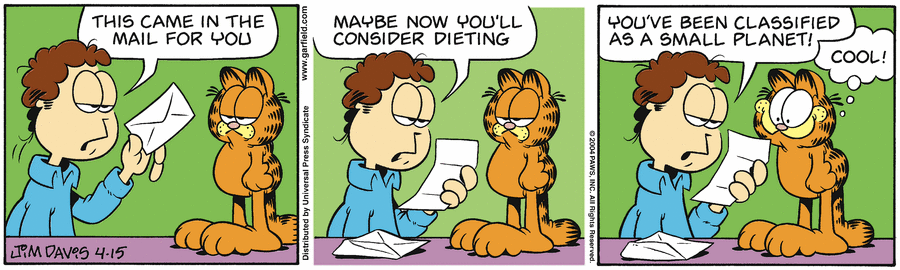 THIS CAME IN THE
MAIL FOR YOU
JIM DAVIS 4-15
www.garfield.com
Distributed by Universal Press Syndicate
MAYBE NOW YOU'LL
CONSIDER DIETING
© 2004 PAWS, INC. All Rights Reserved.
YOU'VE BEEN CLASSIFIED
AS A SMALL PLANET!
COOL!